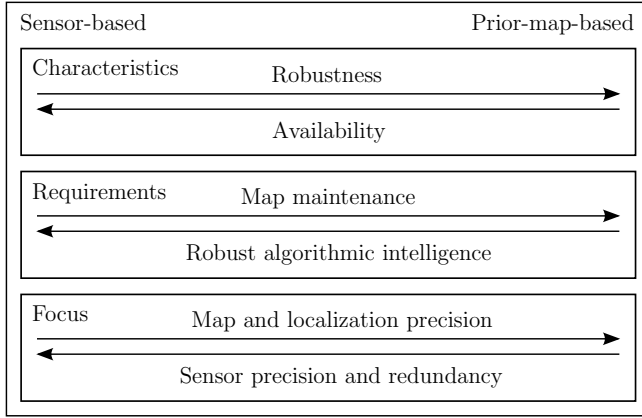 Sensor-based Prior-map-based
Characteristics
Robustness
Availability
Requirements
Map maintenance
Robust algorithmic intelligence
Focus
Map and localization precision
Sensor precision and redundancy